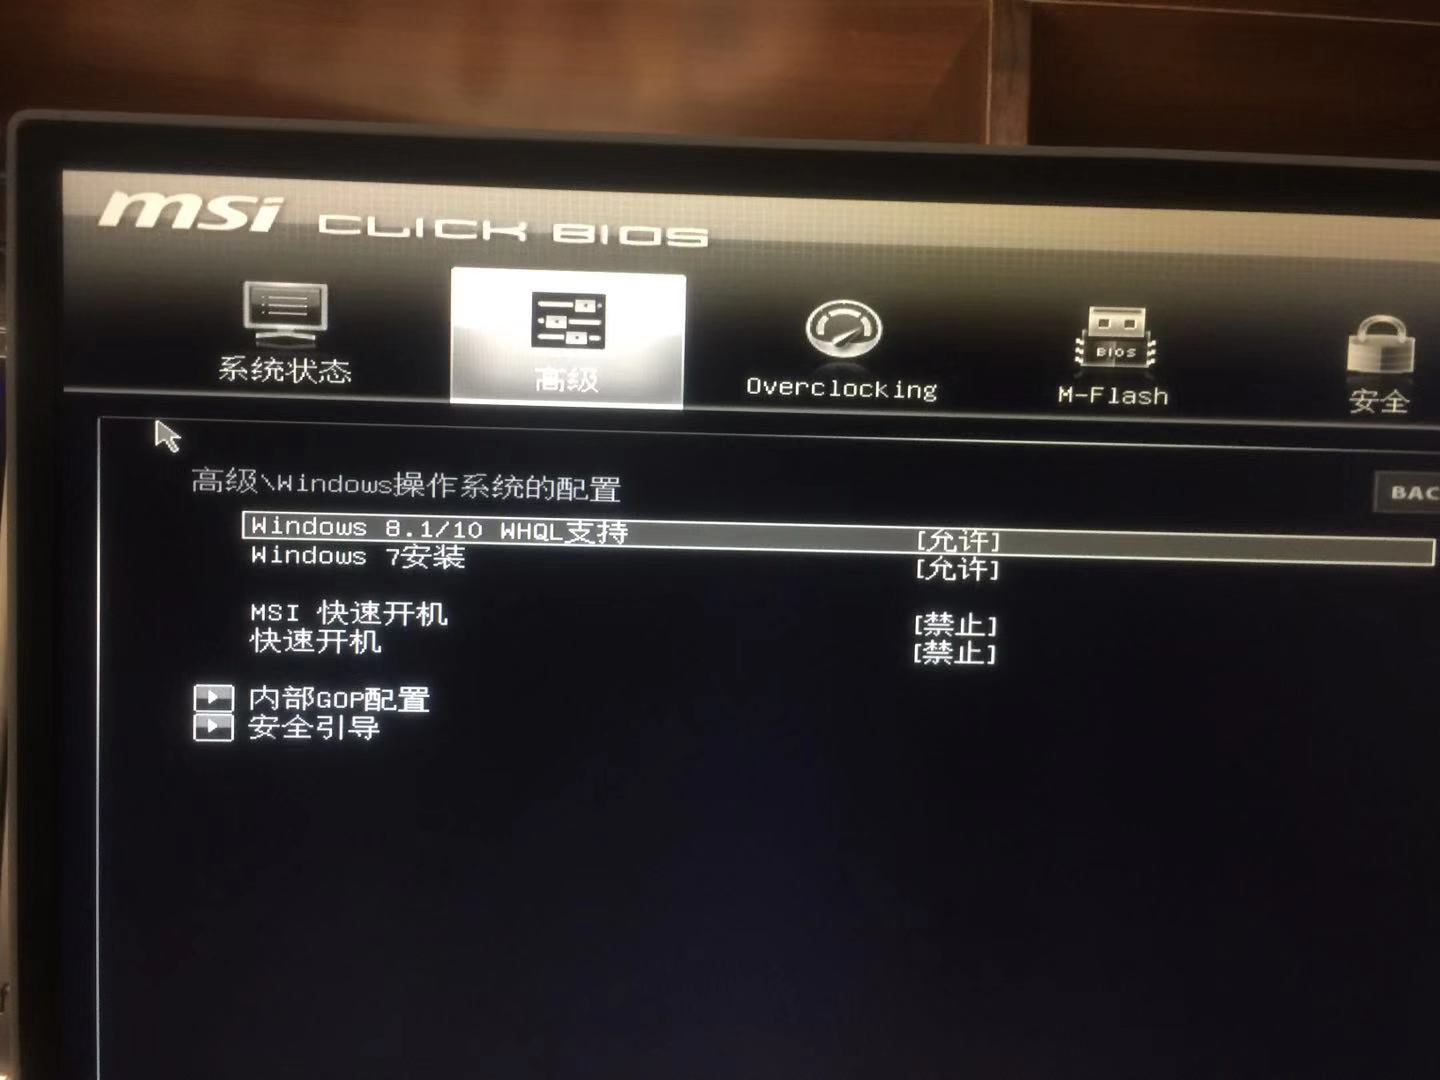 msi CLICK BIOS
系统状态
高级
Overclocking
BIOS
M-Flash
安全
高级\Windows操作系统的配置
BAC
Windows 8.1/10 WHQL支持 [允许]
Windows 7安装 [允许]
MSI 快速开机 [禁止]
快速开机 [禁止]
内部GOP配置
安全引导